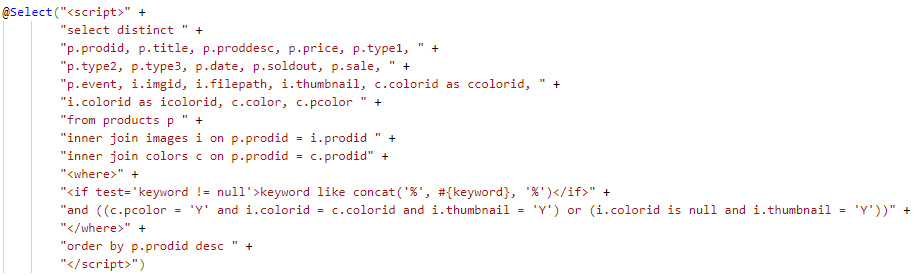 @Select("<script>" +
"select distinct " +
"p.prodid, p.title, p.proddesc, p.price, p.type1, " +
"p.type2, p.type3, p.date, p.soldout, p.sale, " +
"p.event, i.imgid, i.filepath, i.thumbnail, c.colorid as ccolorid, " +
"i.colorid as icolorid, c.color, c.pcolor " +
"from products p " +
"inner join images i on p.prodid = i.prodid " +
"inner join colors c on p.prodid = c.prodid" +
"<where>" +
"<if test='keyword != null'>keyword like concat('%', #{keyword}, '%')</if>" +
"and ((c.pcolor = 'Y' and i.colorid = c.colorid and i.thumbnail = 'Y') or (i.colorid is null and i.thumbnail = 'Y'))" +
"</where>" +
"order by p.prodid desc " +
"</script>")